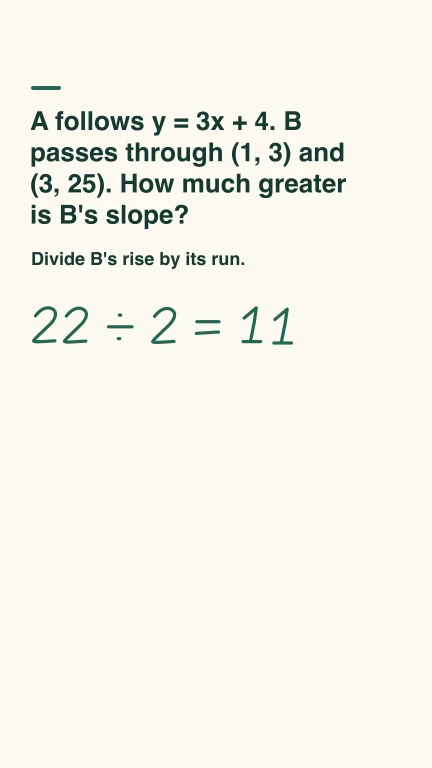 A follows y = 3x + 4. B
passes through (1, 3) and
(3, 25). How much greater
is B's slope?
Divide B's rise by its run.
22 ÷ 2 = 11